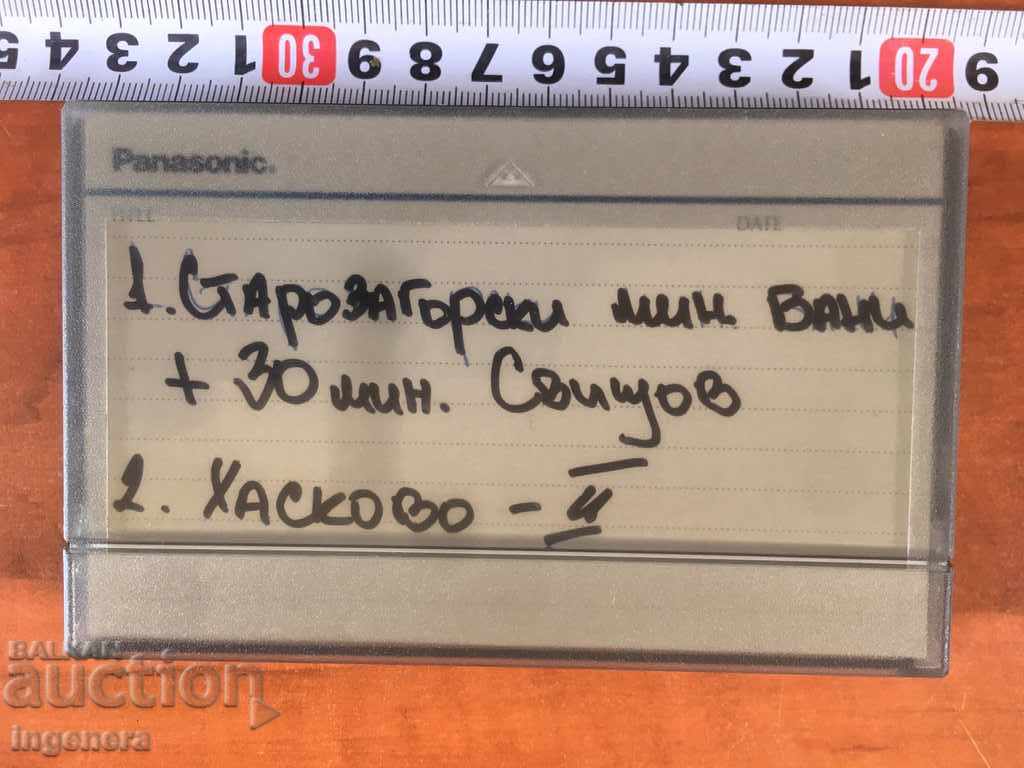 5 4 3 2 1 30 9 8 7 6 5 4 3 2 1 20 9
Panasonic.
TITLE DATE
1. СТАРОЗАГОРСКИ МИН. БАНИ
+ 30 МИН. Свищов
2. ХАСКОВО - II
BALKAN
auction
ingenera